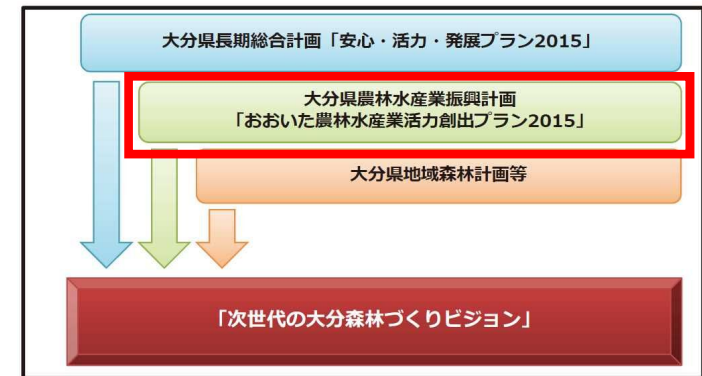 大分県長期総合計画「安心・活力・発展プラン2015」
大分県農林水産業振興計画
「おおいた農林水産業活力創出プラン2015」
大分県地域森林計画等
「次世代の大分森林づくりビジョン」